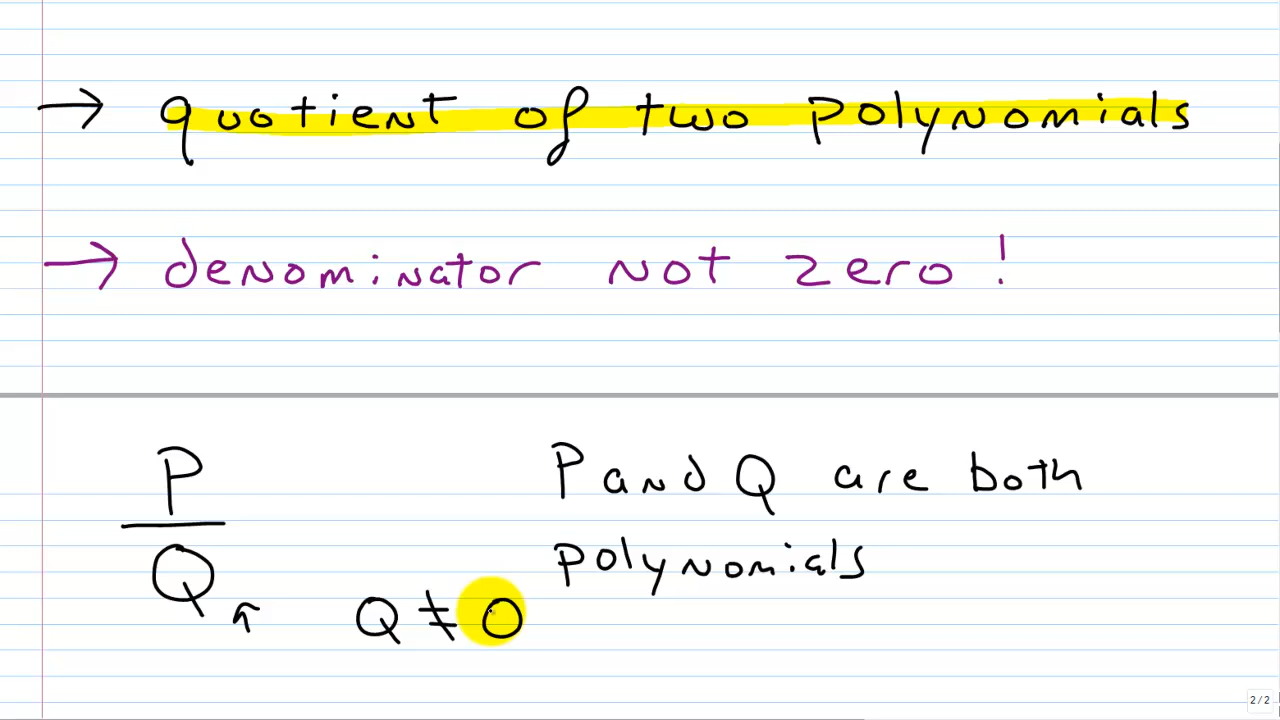 → quotient of two polynomials
→ denominator not zero!
P P and Q are both
Q polynomials
↑ Q ≠ 0
2/2